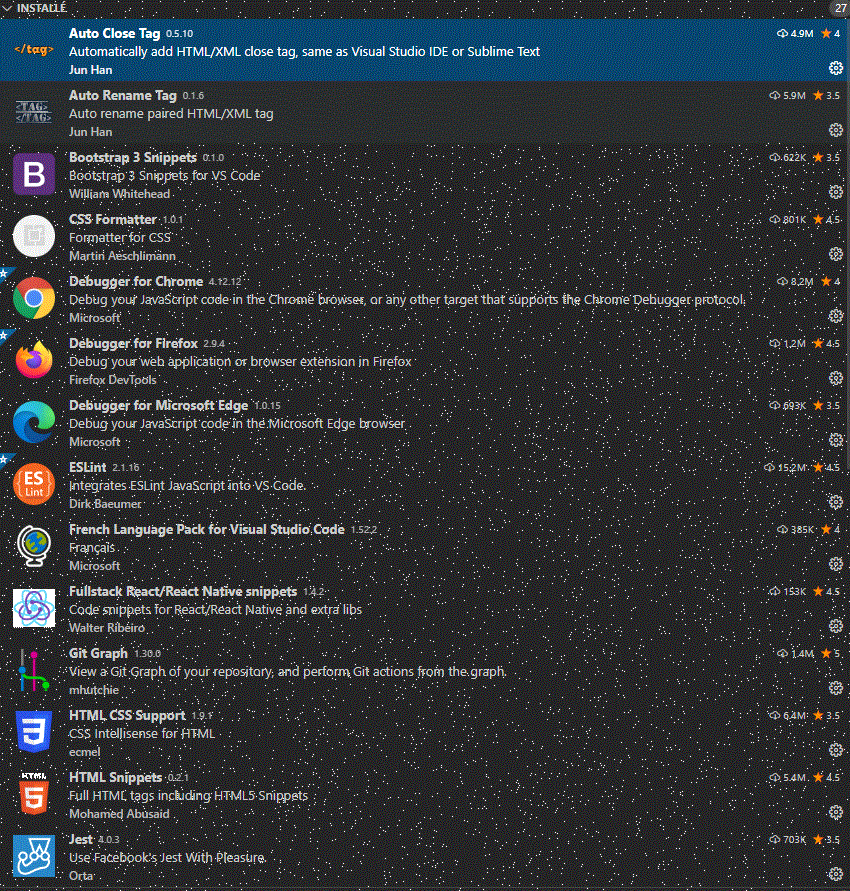 INSTALLÉ 27
Auto Close Tag 0.5.10 4.9M 4
</tag> Automatically add HTML/XML close tag, same as Visual Studio IDE or Sublime Text
Jun Han
Auto Rename Tag 0.1.6 5.9M 3.5
<TAG>
</TAG> Auto rename paired HTML/XML tag
Jun Han
Bootstrap 3 Snippets 0.1.0 622K 3.5
B Bootstrap 3 Snippets for VS Code
William Whitehead
CSS Formatter 1.0.1 801K 4.5
Formatter for CSS
Martin Aeschlimann
Debugger for Chrome 4.12.12 8.2M 4
Debug your JavaScript code in the Chrome browser, or any other target that supports the Chrome Debugger protocol.
Microsoft
Debugger for Firefox 2.9.4 1.2M 4.5
Debug your web application or browser extension in Firefox
Firefox DevTools
Debugger for Microsoft Edge 1.0.15 693K 3.5
Debug your JavaScript code in the Microsoft Edge browser
Microsoft
ESLint 2.1.16 15.2M 4.5
ES
Lint Integrates ESLint JavaScript into VS Code.
Dirk Baeumer
French Language Pack for Visual Studio Code 1.52.2 385K 4
Français
Microsoft
Fullstack React/React Native snippets 1.4.2 153K 4.5
Code snippets for React/React Native and extra libs
Walter Ribeiro
Git Graph 1.30.0 1.4M 5
View a Git Graph of your repository, and perform Git actions from the graph.
mhutchie
HTML CSS Support 1.9.1 6.4M 3.5
3 CSS Intellisense for HTML
ecmel
HTML HTML Snippets 0.2.1 5.4M 4.5
5 Full HTML tags including HTML5 Snippets
Mohamed Abusaid
Jest 4.0.3 703K 3.5
Use Facebook's Jest With Pleasure.
Orta